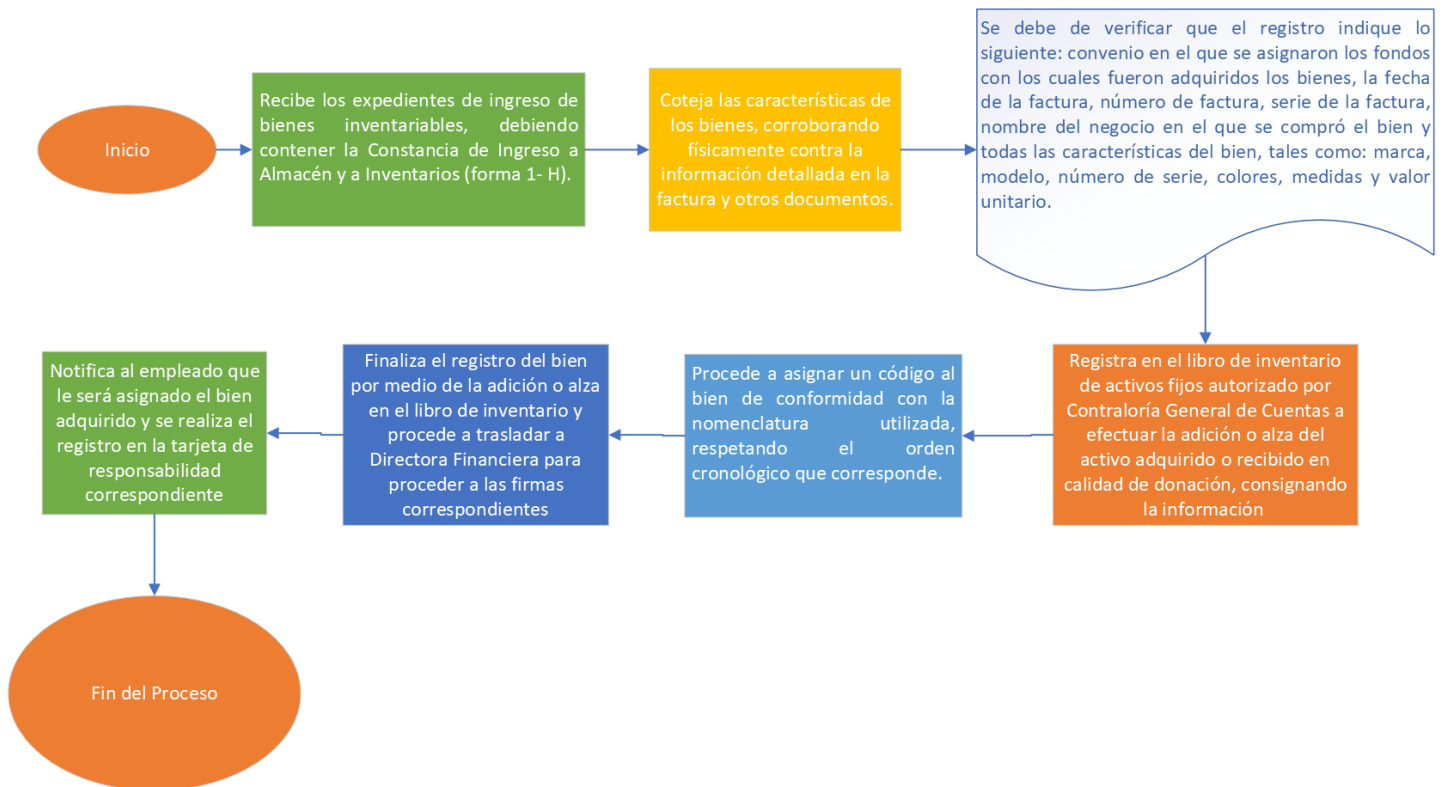 Inicio
Recibe los expedientes de ingreso de
bienes inventariables, debiendo
contener la Constancia de Ingreso a
Almacén y a Inventarios (forma 1- H).
Coteja las características de
los bienes, corroborando
físicamente contra la
información detallada en la
factura y otros documentos.
Se debe de verificar que el registro indique lo
siguiente: convenio en el que se asignaron los fondos
con los cuales fueron adquiridos los bienes, la fecha
de la factura, número de factura, serie de la factura,
nombre del negocio en el que se compró el bien y
todas las características del bien, tales como: marca,
modelo, número de serie, colores, medidas y valor
unitario.
Registra en el libro de inventario
de activos fijos autorizado por
Contraloría General de Cuentas a
efectuar la adición o alza del
activo adquirido o recibido en
calidad de donación, consignando
la información
Procede a asignar un código al
bien de conformidad con la
nomenclatura utilizada,
respetando el orden
cronológico que corresponde.
Finaliza el registro del bien
por medio de la adición o alza
en el libro de inventario y
procede a trasladar a
Directora Financiera para
proceder a las firmas
correspondientes
Notifica al empleado que
le será asignado el bien
adquirido y se realiza el
registro en la tarjeta de
responsabilidad
correspondiente
Fin del Proceso